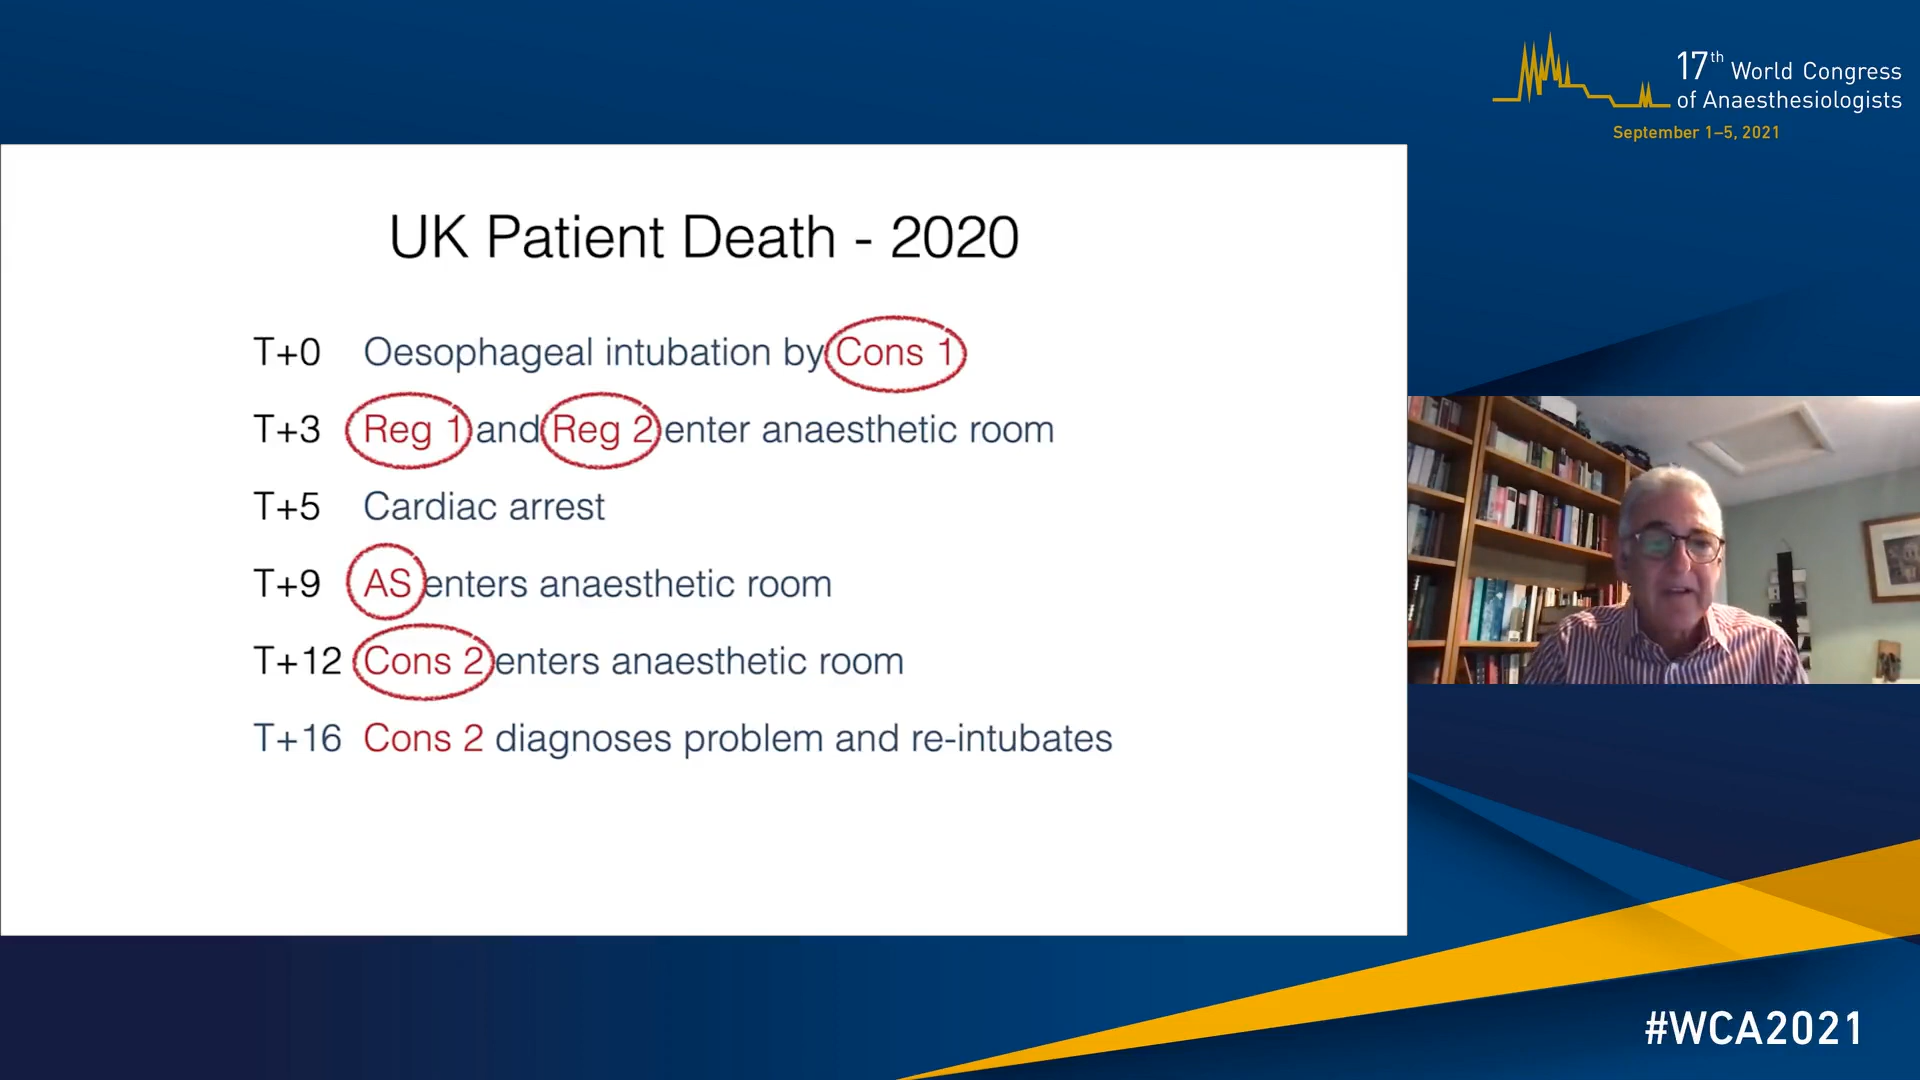 17th World Congress
of Anaesthesiologists
September 1–5, 2021
UK Patient Death - 2020
T+0 Oesophageal intubation by Cons 1
T+3 Reg 1 and Reg 2 enter anaesthetic room
T+5 Cardiac arrest
T+9 AS enters anaesthetic room
T+12 Cons 2 enters anaesthetic room
T+16 Cons 2 diagnoses problem and re-intubates
#WCA2021